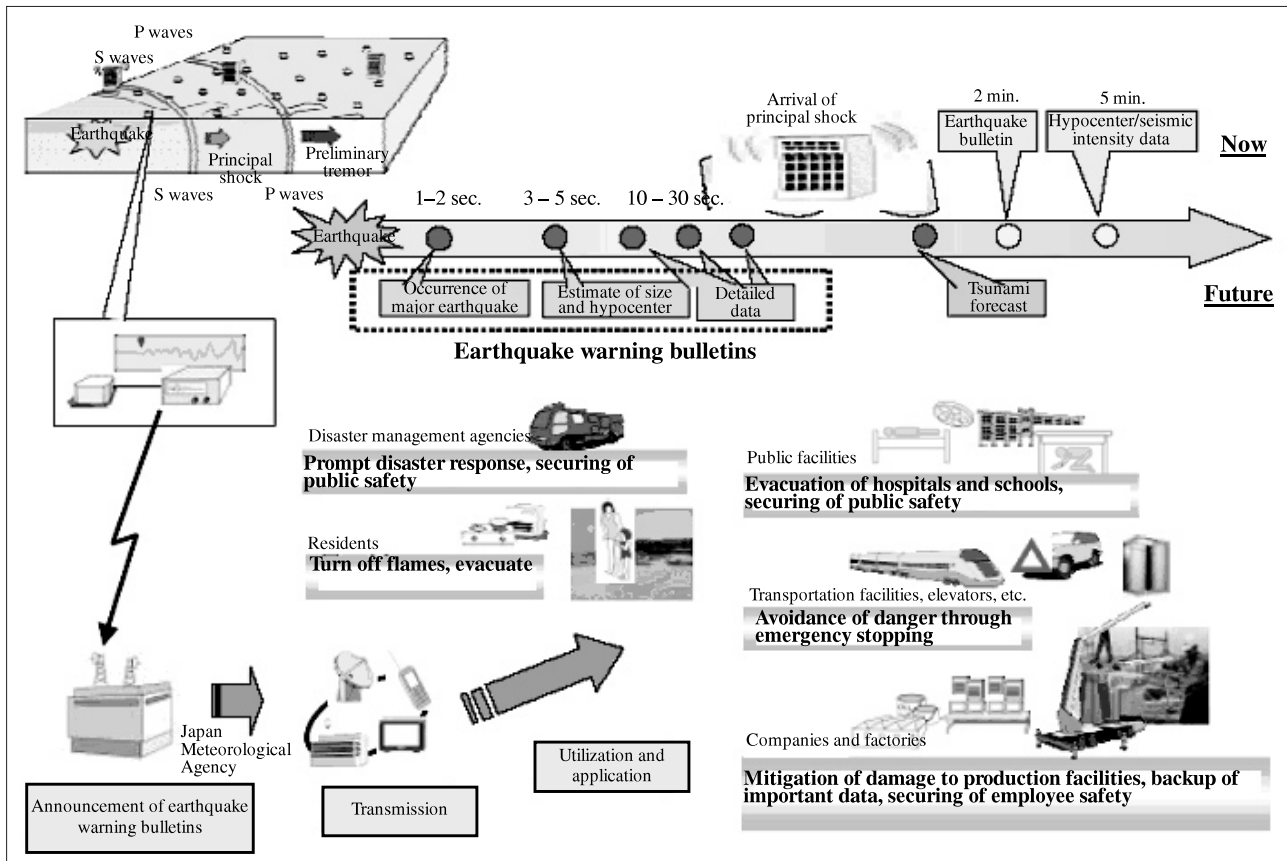 P waves
S waves
Earthquake
Principal
shock
Preliminary
tremor
S waves
P waves
Arrival of
principal shock
2 min.
Earthquake
bulletin
5 min.
Hypocenter/seismic
intensity data
Now
1–2 sec.
3 – 5 sec.
10 – 30 sec.
Earthquake
Occurrence of
major earthquake
Estimate of size
and hypocenter
Detailed
data
Tsunami
forecast
Future
Earthquake warning bulletins
Disaster management agencies
Prompt disaster response, securing of
public safety
Public facilities
Evacuation of hospitals and schools,
securing of public safety
Residents
Turn off flames, evacuate
Transportation facilities, elevators, etc.
Avoidance of danger through
emergency stopping
Japan
Meteorological
Agency
Companies and factories
Mitigation of damage to production facilities, backup of
important data, securing of employee safety
Announcement of earthquake
warning bulletins
Transmission
Utilization and
application